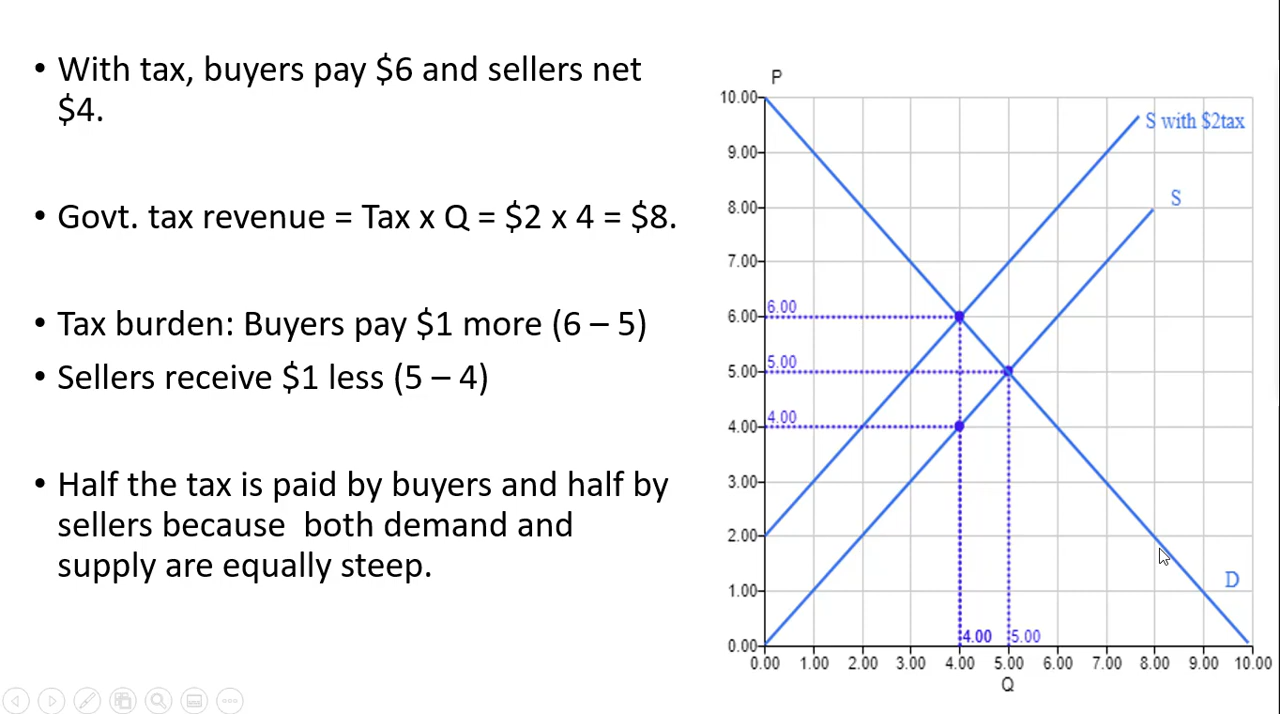 • With tax, buyers pay $6 and sellers net
$4.
• Govt. tax revenue = Tax x Q = $2 x 4 = $8.
• Tax burden: Buyers pay $1 more (6 – 5)
• Sellers receive $1 less (5 – 4)
• Half the tax is paid by buyers and half by
sellers because  both demand and
supply are equally steep.
P
10.00
S with $2tax
9.00
S
8.00
7.00
6.00
6.00
5.00
5.00
4.00
4.00
3.00
2.00
D
1.00
4.00 5.00
0.00
0.00 1.00 2.00 3.00 4.00 5.00 6.00 7.00 8.00 9.00 10.00
Q